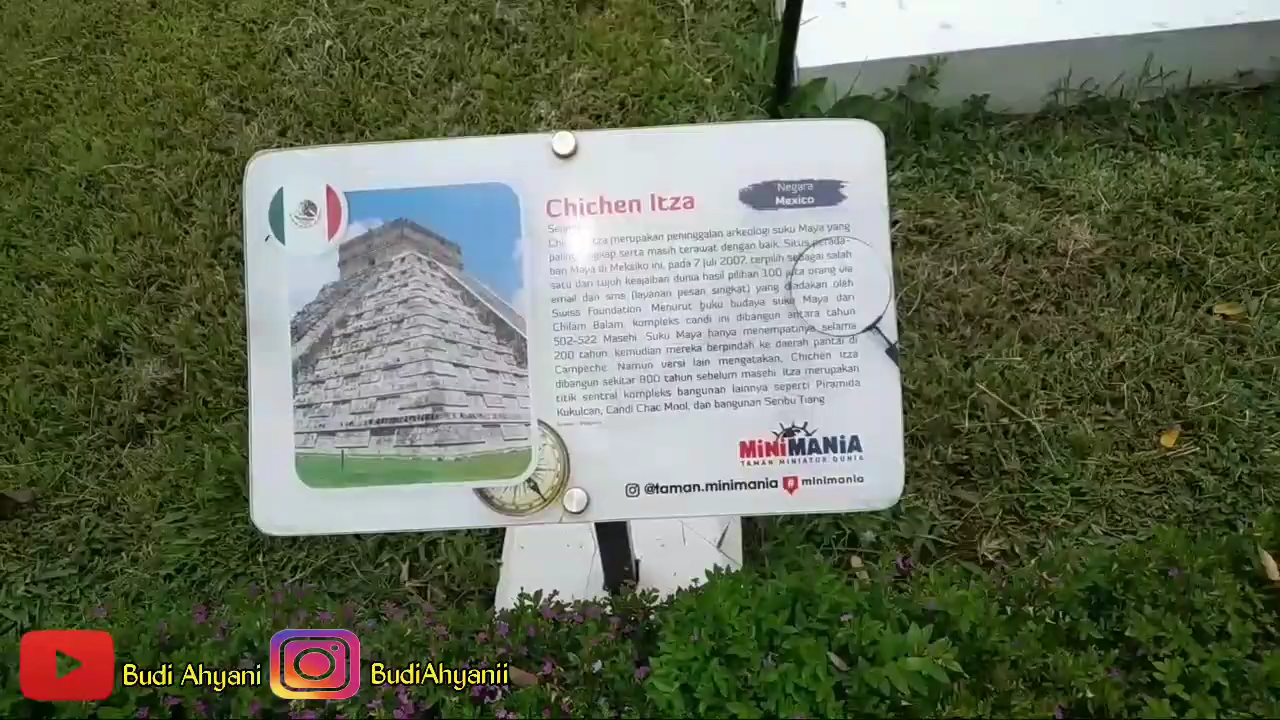 Chichen Itza
Negara
Mexico
Itza merupakan peninggalan arkeologi suku Maya yang
paling lengkap serta masih terawat dengan baik. Situs perada-
ban Maya di Meksiko ini, pada 7 juli 2007, terpilih sebagai salah
satu dari tujuh keajaiban dunia hasil pilihan 100 juta orang via
email dan sms (layanan pesan singkat) yang diadakan oleh
Swiss Foundation Menurut buku budaya suku Maya dari
Chilam Balam, kompleks candi ini dibangun antara tahun
502-522 Masehi Suku Maya hanya menempatinya selama
200 tahun, kemudian mereka berpindah ke daerah pantai di
Campeche. Namun versi lain mengatakan, Chichen Itza
dibangun sekitar 800 tahun sebelum masehi. Itza merupakan
titik sentral kompleks bangunan lainnya seperti Piramida
Kukulcan, Candi Chac Mool, dan bangunan Seribu Tiang
MiNiMANiA
TAMAN MINIATUR DUNIA
@taman.minimania # minimania
Budi Ahyani BudiAhyanii